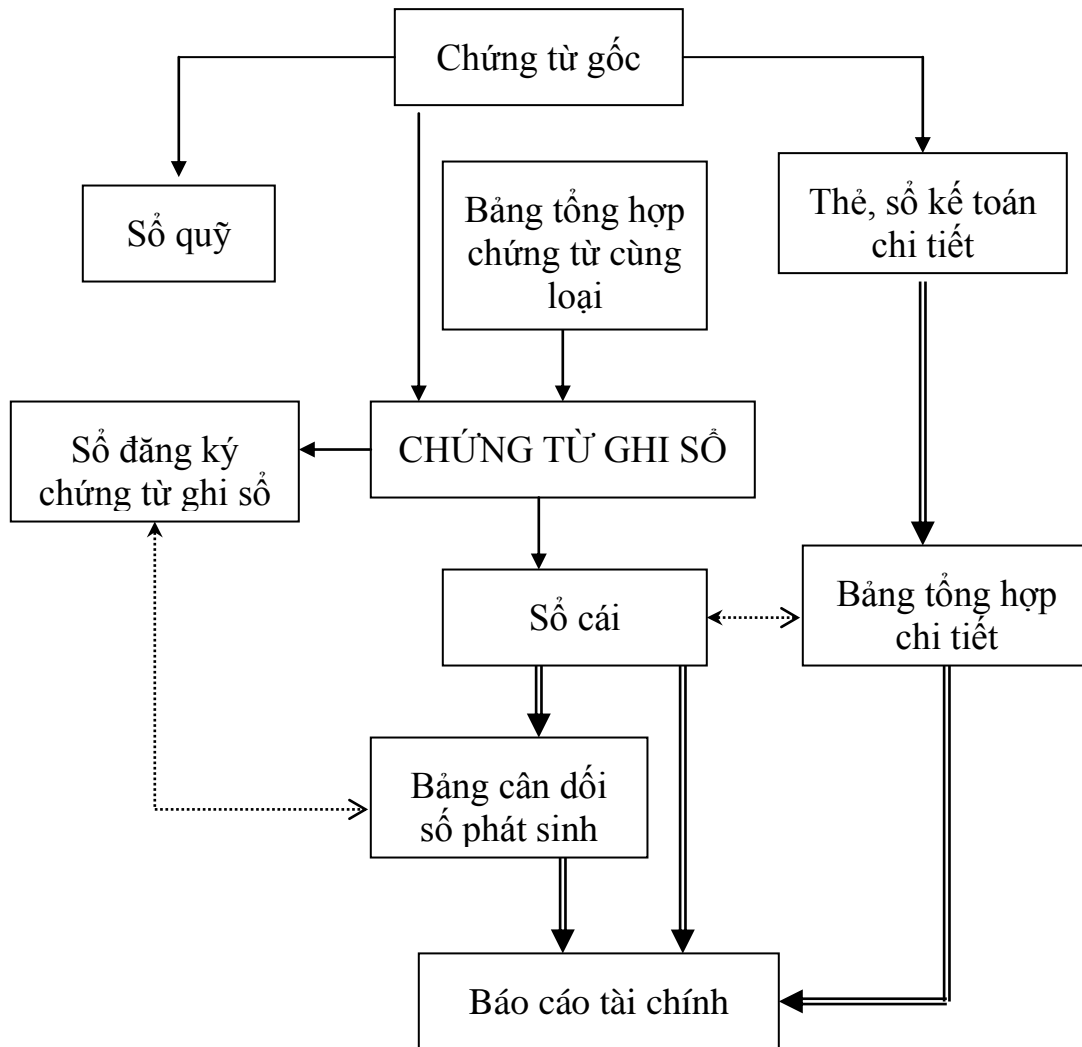 Chứng từ gốc
Sổ quỹ
Bảng tổng hợp
chứng từ cùng
loại
Thẻ, sổ kế toán
chi tiết
Sổ đăng ký
chứng từ ghi sổ
CHỨNG TỪ GHI SỔ
Sổ cái
Bảng tổng hợp
chi tiết
Bảng cân dối
số phát sinh
Báo cáo tài chính